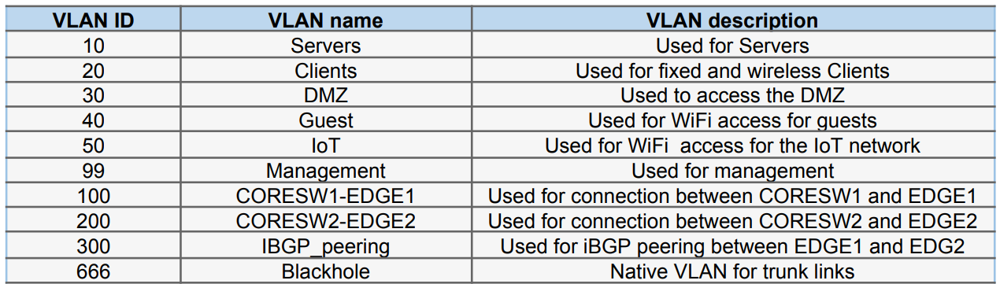 VLAN ID VLAN name VLAN description
10 Servers Used for Servers
20 Clients Used for fixed and wireless Clients
30 DMZ Used to access the DMZ
40 Guest Used for WiFi access for guests
50 IoT Used for WiFi access for the IoT network
99 Management Used for management
100 CORESW1-EDGE1 Used for connection between CORESW1 and EDGE1
200 CORESW2-EDGE2 Used for connection between CORESW2 and EDGE2
300 IBGP_peering Used for iBGP peering between EDGE1 and EDG2
666 Blackhole Native VLAN for trunk links